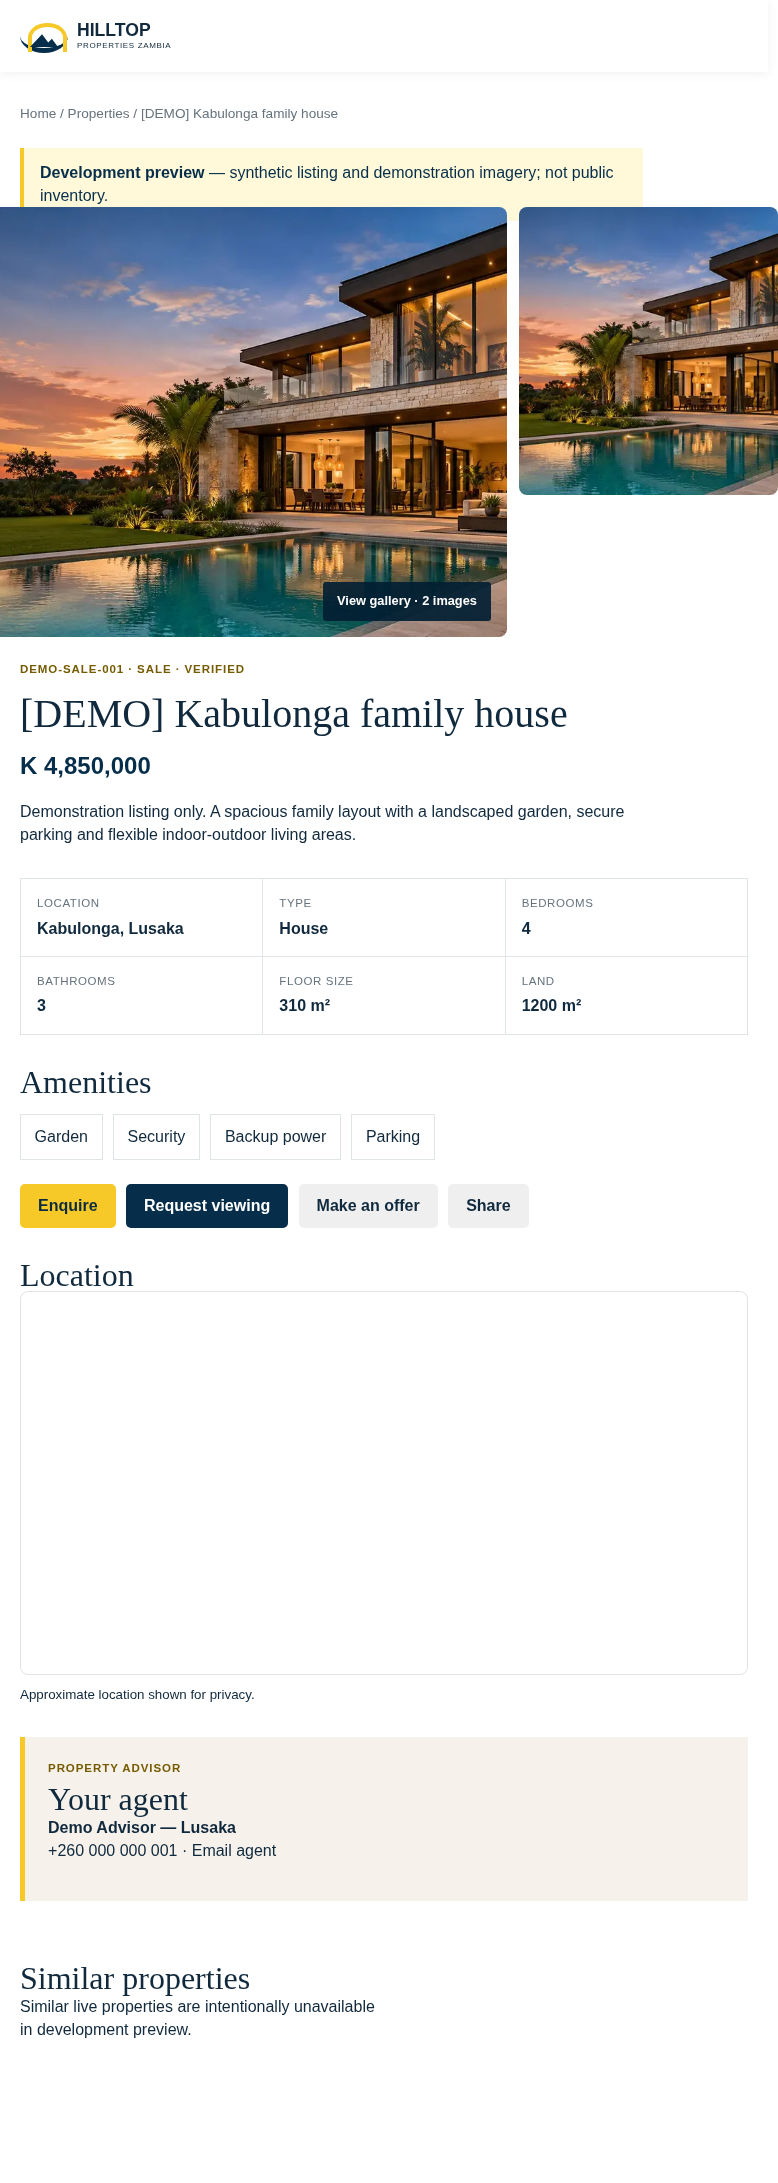 HILLTOP
PROPERTIES ZAMBIA
Home / Properties / [DEMO] Kabulonga family house
Development preview — synthetic listing and demonstration imagery; not public
inventory.
View gallery · 2 images
DEMO-SALE-001 · SALE · VERIFIED
[DEMO] Kabulonga family house
K 4,850,000
Demonstration listing only. A spacious family layout with a landscaped garden, secure
parking and flexible indoor-outdoor living areas.
LOCATION
Kabulonga, Lusaka
TYPE
House
BEDROOMS
4
BATHROOMS
3
FLOOR SIZE
310 m²
LAND
1200 m²
Amenities
Garden
Security
Backup power
Parking
Enquire
Request viewing
Make an offer
Share
Location
Approximate location shown for privacy.
PROPERTY ADVISOR
Your agent
Demo Advisor — Lusaka
+260 000 000 001 · Email agent
Similar properties
Similar live properties are intentionally unavailable
in development preview.